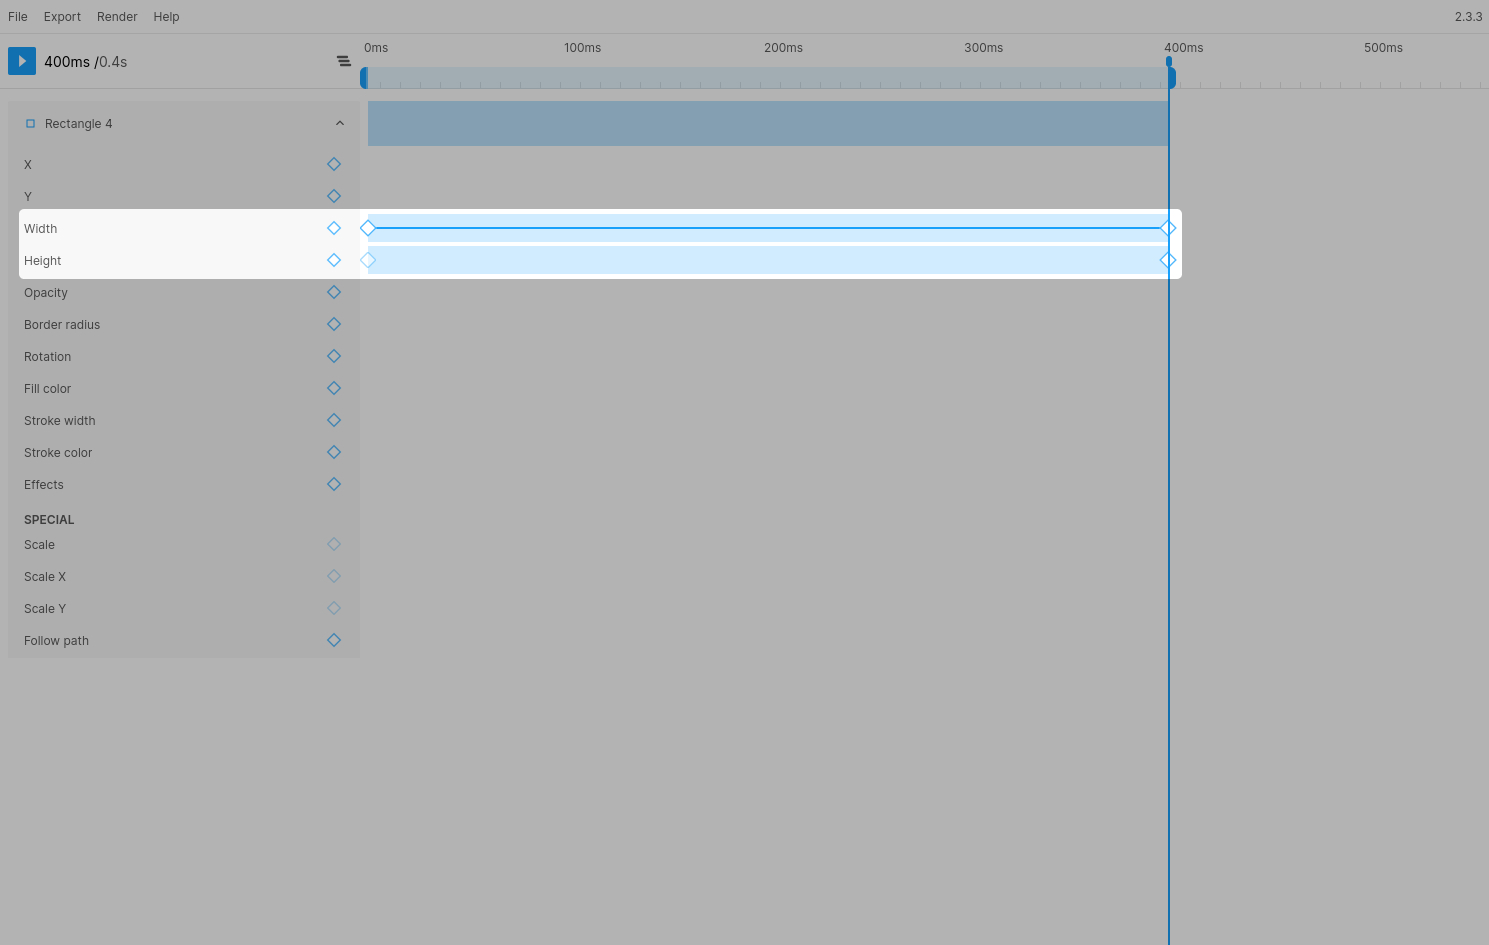 File Export Render Help 2.3.3
400ms /0.4s
0ms 100ms 200ms 300ms 400ms 500ms
Rectangle 4
X
Y
Width
Height
Opacity
Border radius
Rotation
Fill color
Stroke width
Stroke color
Effects
SPECIAL
Scale
Scale X
Scale Y
Follow path